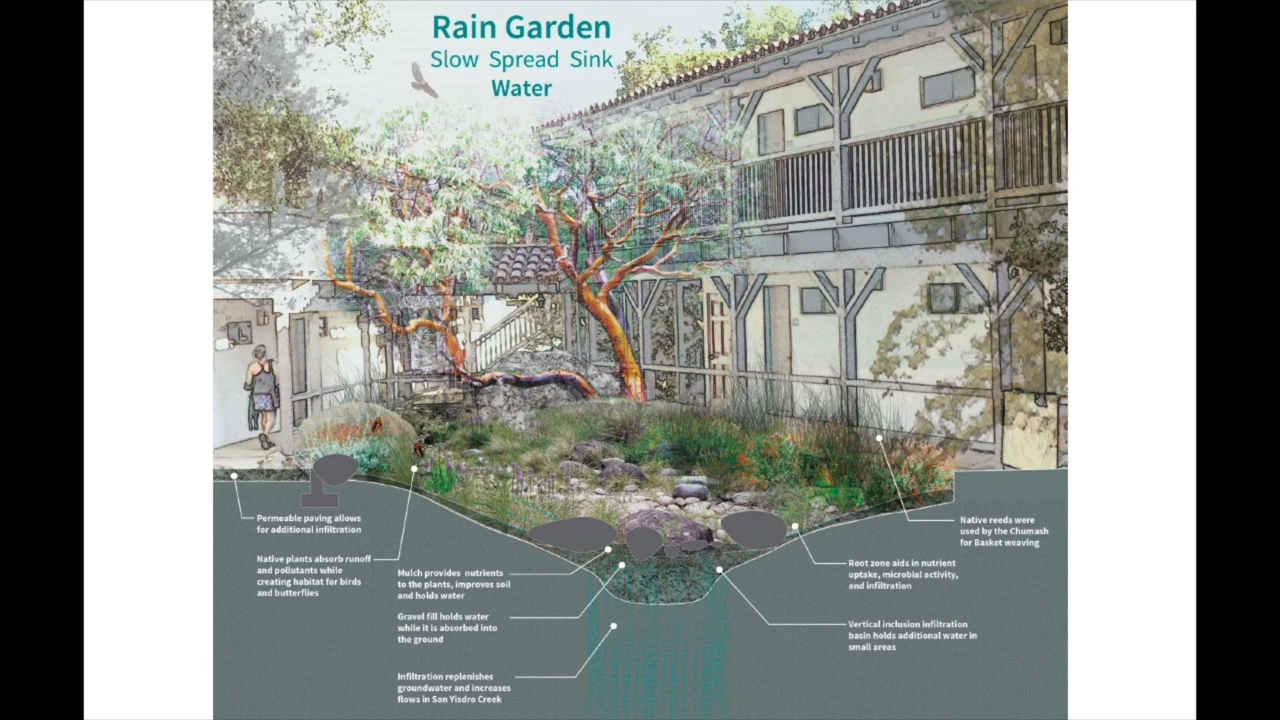 Rain Garden
Slow Spread Sink
Water
Permeable paving allows
for additional infiltration
Native plants absorb runoff
and pollutants while
creating habitat for birds
and butterflies
Mulch provides nutrients
to the plants, improves soil
and holds water
Gravel fill holds water
while it is absorbed into
the ground
Infiltration replenishes
groundwater and increases
flows in San Yisdro Creek
Native reeds were
used by the Chumash
for Basket weaving
Root zone aids in nutrient
uptake, microbial activity,
and infiltration
Vertical inclusion infiltration
basin holds additional water in
small areas